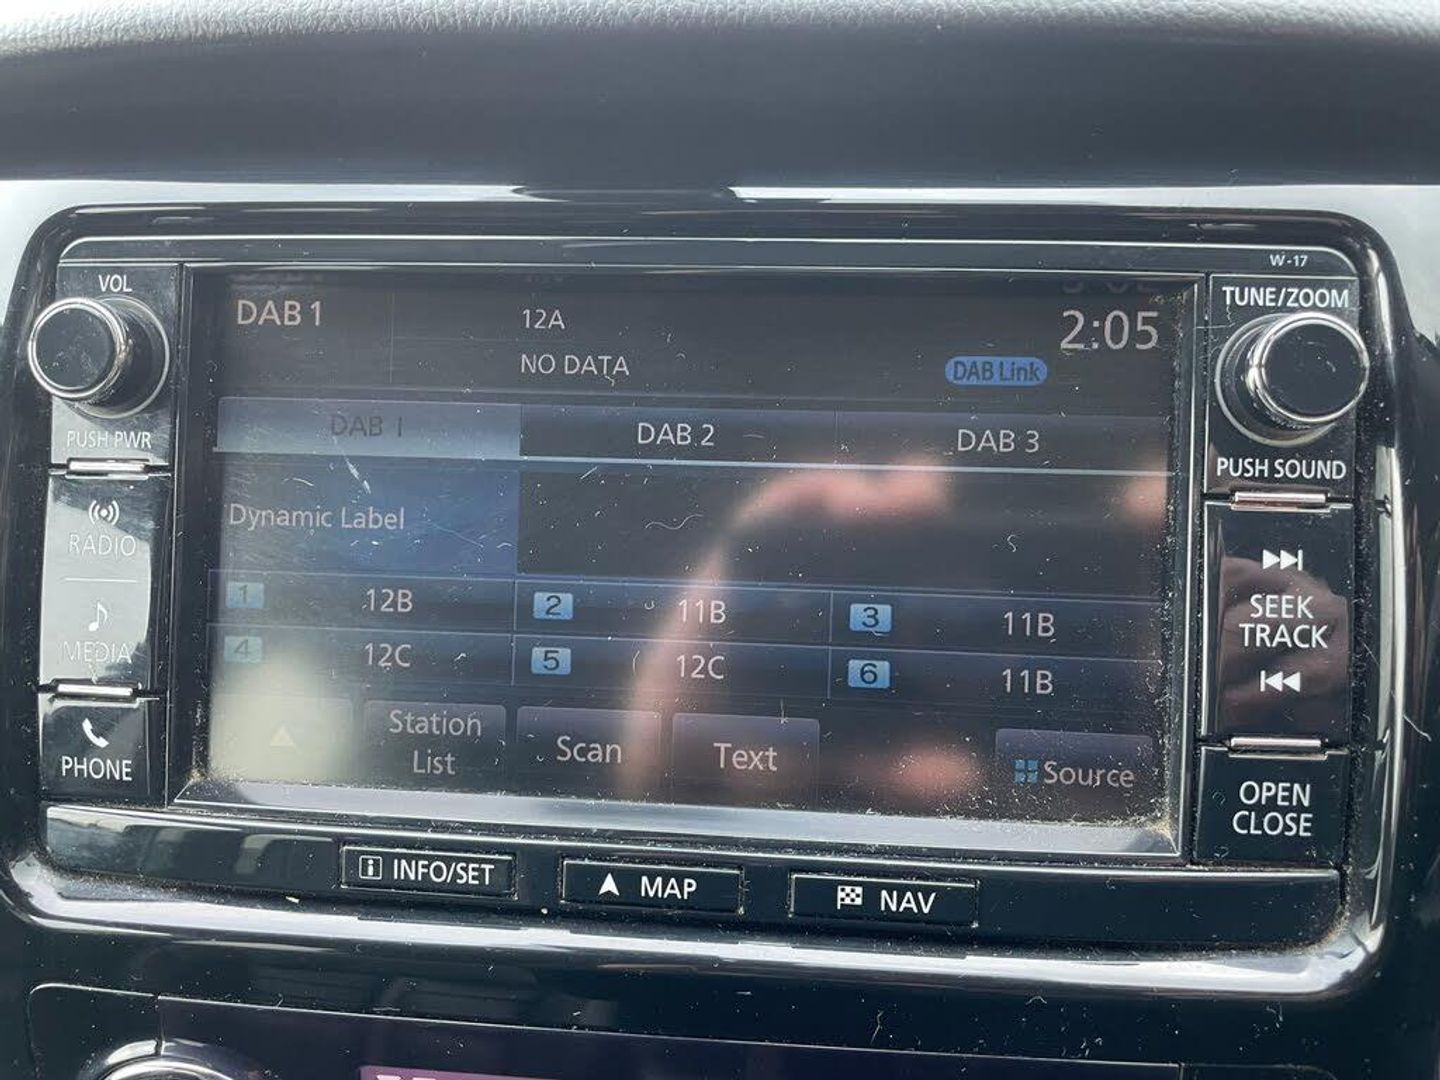 W-17
VOL
PUSH PWR
RADIO
MEDIA
PHONE
DAB 1
12A
2:05
NO DATA
DAB Link
DAB 1
DAB 2
DAB 3
Dynamic Label
1 12B
2 11B
3 11B
4 12C
5 12C
6 11B
Station
List
Scan
Text
Source
TUNE/ZOOM
PUSH SOUND
SEEK
TRACK
OPEN
CLOSE
i INFO/SET
MAP
NAV